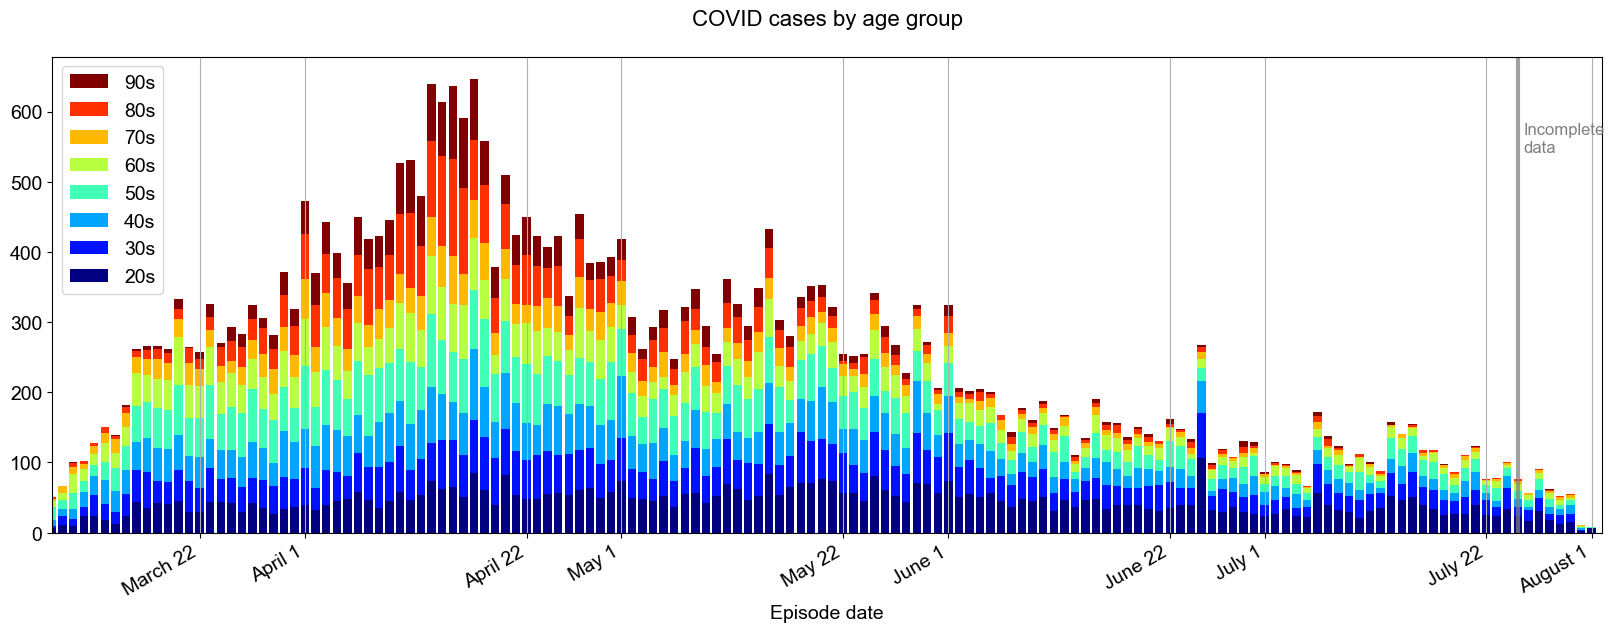 COVID cases by age group
600
500
400
300
200
100
0
90s
80s
70s
60s
50s
40s
30s
20s
Incomplete
data
March 22
April 1
April 22
May 1
May 22
June 1
June 22
July 1
July 22
August 1
Episode date